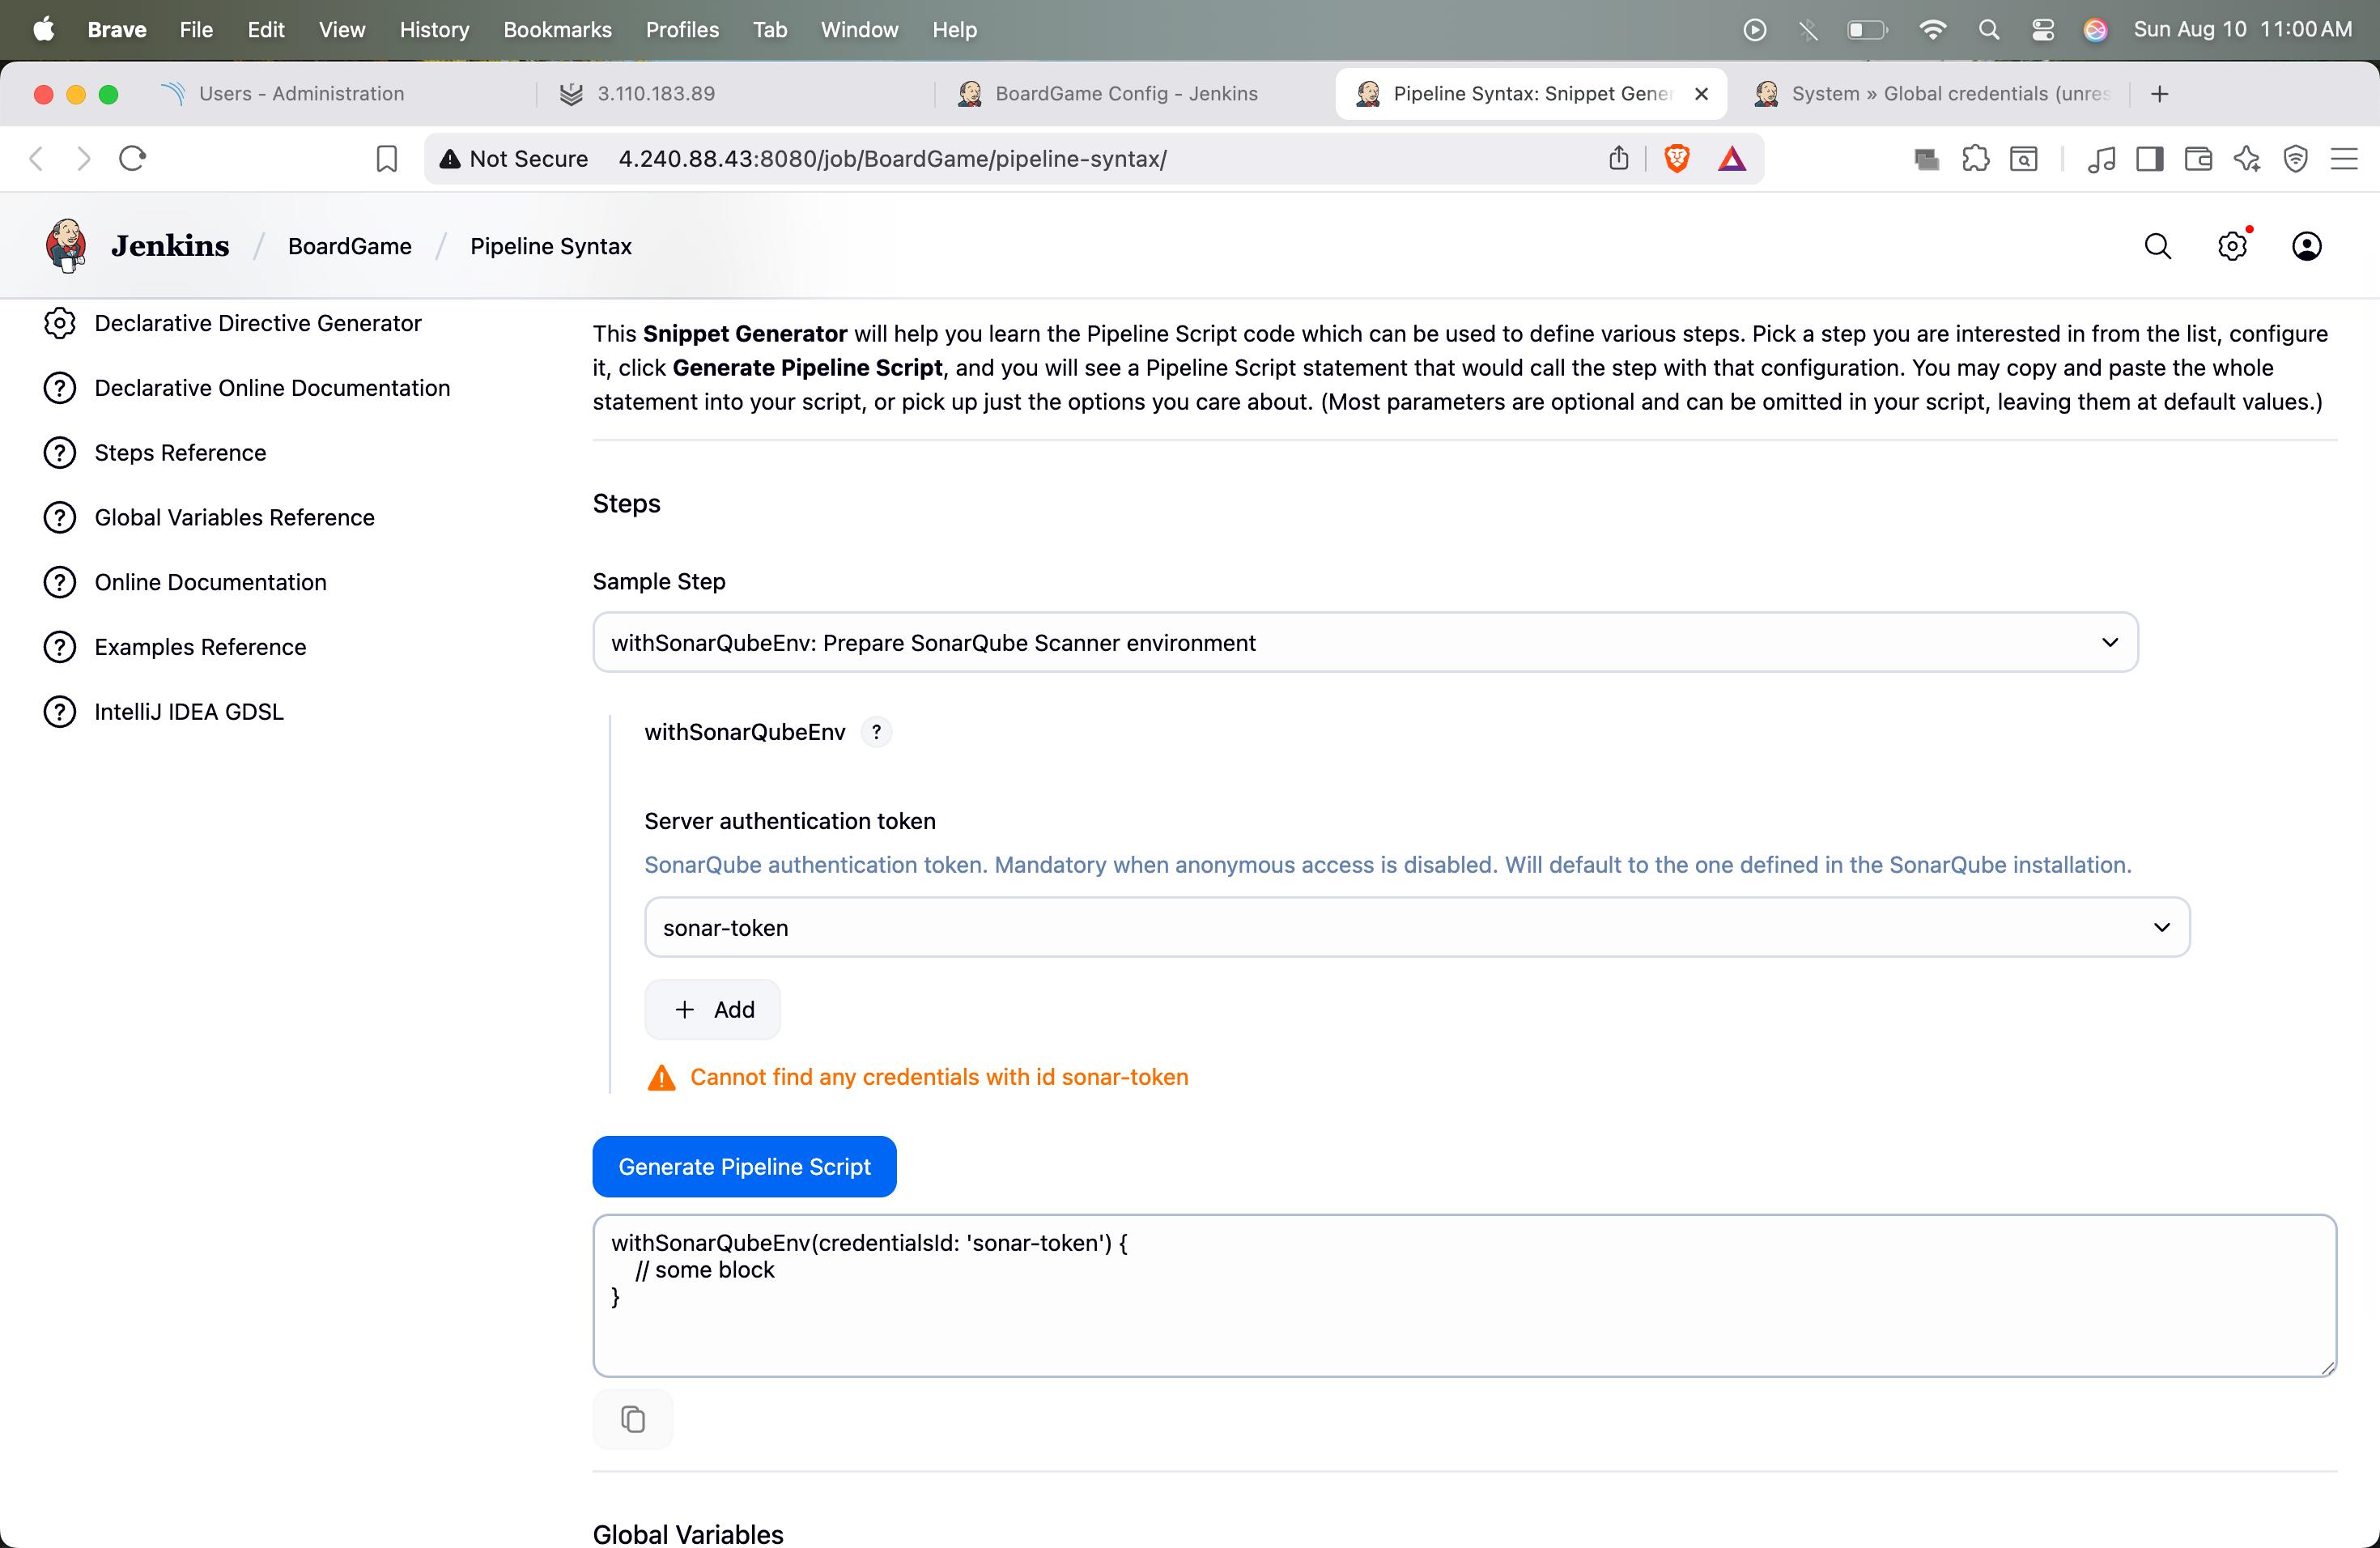 Brave File Edit View History Bookmarks Profiles Tab Window Help Sun Aug 10 11:00 AM
Users - Administration 3.110.183.89 BoardGame Config - Jenkins Pipeline Syntax: Snippet Gener System » Global credentials (unres
Not Secure 4.240.88.43:8080/job/BoardGame/pipeline-syntax/
Jenkins / BoardGame / Pipeline Syntax
Declarative Directive Generator
Declarative Online Documentation
Steps Reference
Global Variables Reference
Online Documentation
Examples Reference
IntelliJ IDEA GDSL
This Snippet Generator will help you learn the Pipeline Script code which can be used to define various steps. Pick a step you are interested in from the list, configure
it, click Generate Pipeline Script, and you will see a Pipeline Script statement that would call the step with that configuration. You may copy and paste the whole
statement into your script, or pick up just the options you care about. (Most parameters are optional and can be omitted in your script, leaving them at default values.)
Steps
Sample Step
withSonarQubeEnv: Prepare SonarQube Scanner environment
withSonarQubeEnv ?
Server authentication token
SonarQube authentication token. Mandatory when anonymous access is disabled. Will default to the one defined in the SonarQube installation.
sonar-token
+ Add
Cannot find any credentials with id sonar-token
Generate Pipeline Script
withSonarQubeEnv(credentialsId: 'sonar-token') {
// some block
}
Global Variables